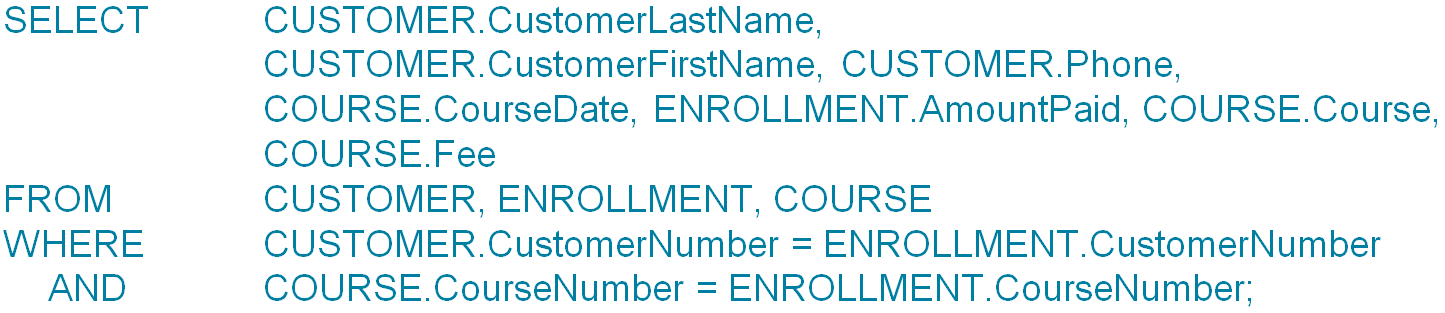 SELECT CUSTOMER.CustomerLastName,
CUSTOMER.CustomerFirstName, CUSTOMER.Phone,
COURSE.CourseDate, ENROLLMENT.AmountPaid, COURSE.Course,
COURSE.Fee
FROM CUSTOMER, ENROLLMENT, COURSE
WHERE CUSTOMER.CustomerNumber = ENROLLMENT.CustomerNumber
AND COURSE.CourseNumber = ENROLLMENT.CourseNumber;